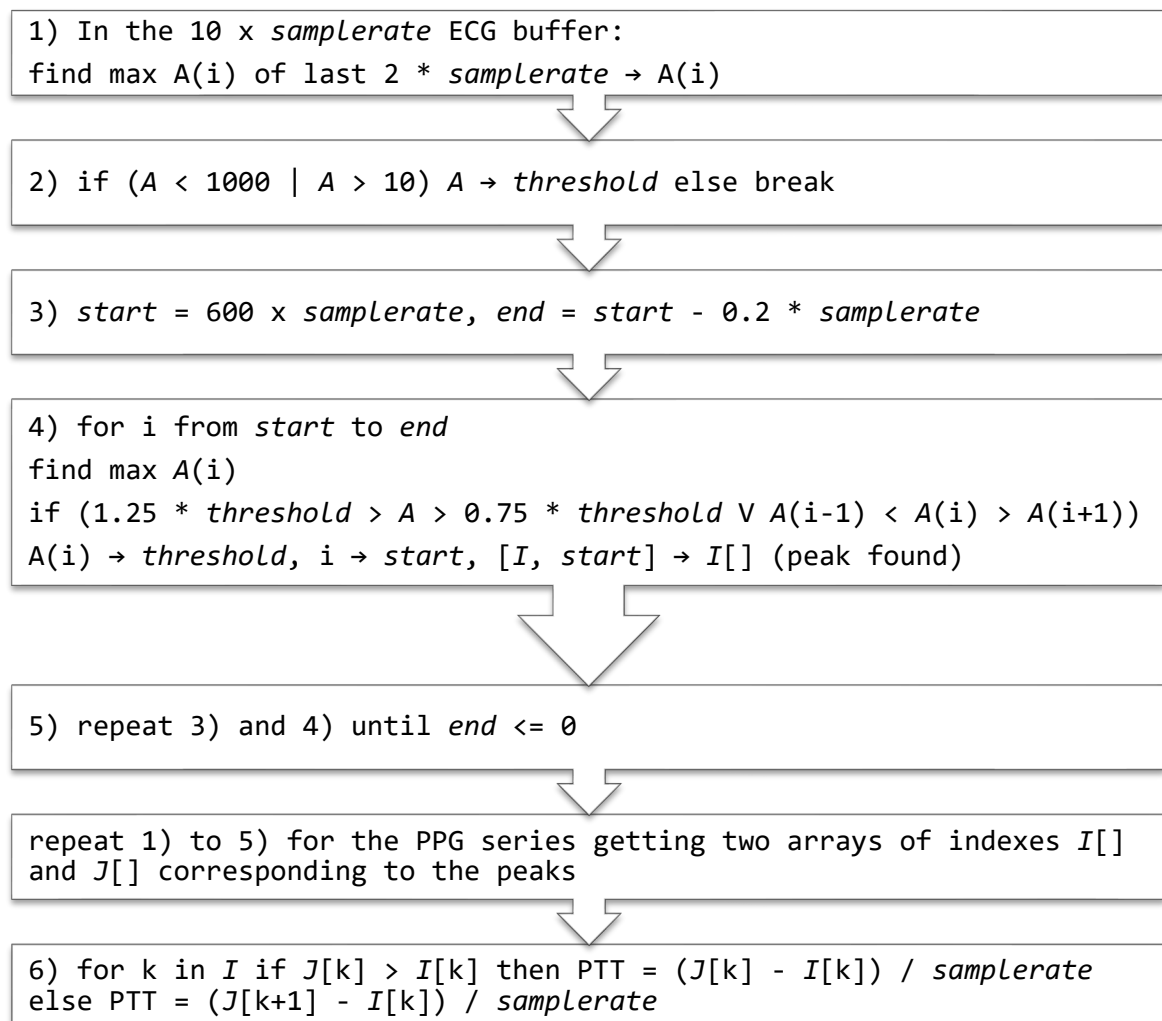 1) In the 10 x samplerate ECG buffer:
find max A(i) of last 2 * samplerate → A(i)
2) if (A < 1000 | A > 10) A → threshold else break
3) start = 600 x samplerate, end = start - 0.2 * samplerate
4) for i from start to end
find max A(i)
if (1.25 * threshold > A > 0.75 * threshold V A(i-1) < A(i) > A(i+1))
A(i) → threshold, i → start, [I, start] → I[] (peak found)
5) repeat 3) and 4) until end <= 0
repeat 1) to 5) for the PPG series getting two arrays of indexes I[]
and J[] corresponding to the peaks
6) for k in I if J[k] > I[k] then PTT = (J[k] - I[k]) / samplerate
else PTT = (J[k+1] - I[k]) / samplerate